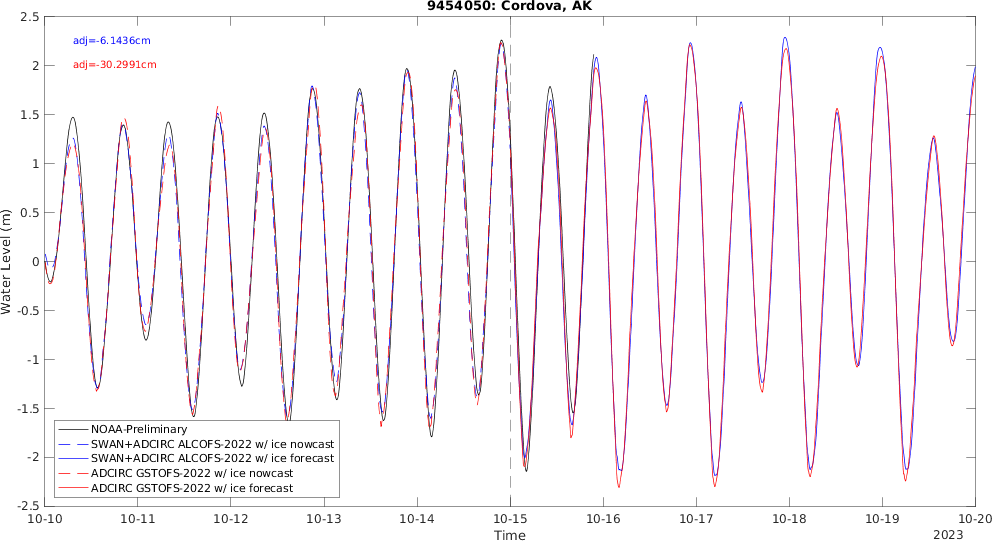 9454050: Cordova, AK
adj=-6.1436cm
adj=-30.2991cm
2.5
2
1.5
1
0.5
0
-0.5
-1
-1.5
-2
-2.5
Water Level (m)
NOAA-Preliminary
SWAN+ADCIRC ALCOFS-2022 w/ ice nowcast
SWAN+ADCIRC ALCOFS-2022 w/ ice forecast
ADCIRC GSTOFS-2022 w/ ice nowcast
ADCIRC GSTOFS-2022 w/ ice forecast
10-10 10-11 10-12 10-13 10-14 10-15 10-16 10-17 10-18 10-19 10-20
Time
2023